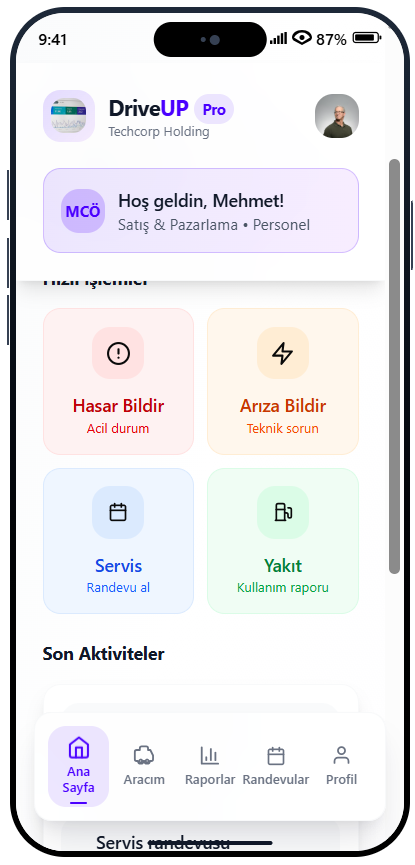 9:41 87%
DriveUP Pro
Techcorp Holding
MCÖ
Hoş geldin, Mehmet!
Satış & Pazarlama • Personel
Hızlı İşlemler
Hasar Bildir
Acil durum
Arıza Bildir
Teknik sorun
Servis
Randevu al
Yakıt
Kullanım raporu
Son Aktiviteler
Ana
Sayfa
Aracım
Raporlar
Randevular
Profil
Servis randevusu